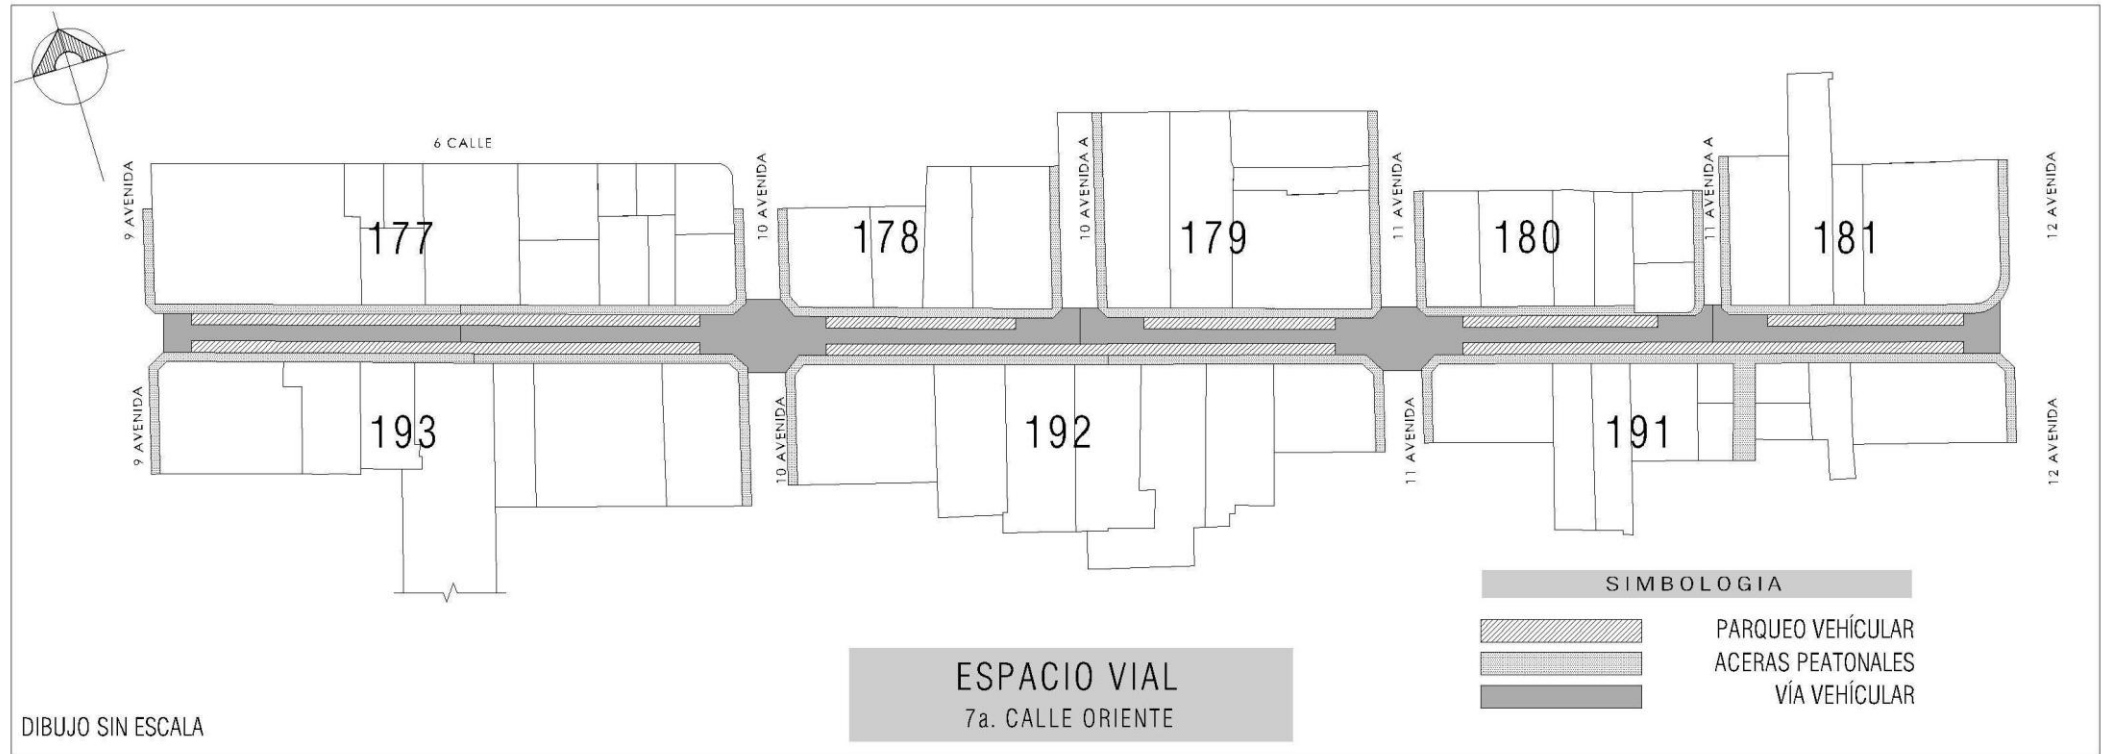 6 CALLE
9 AVENIDA
10 AVENIDA
10 AVENIDA A
11 AVENIDA
11 AVENIDA A
12 AVENIDA
177
178
179
180
181
193
192
191
9 AVENIDA
10 AVENIDA
11 AVENIDA
12 AVENIDA
SIMBOLOGIA
PARQUEO VEHÍCULAR
ACERAS PEATONALES
VÍA VEHÍCULAR
ESPACIO VIAL
7a. CALLE ORIENTE
DIBUJO SIN ESCALA